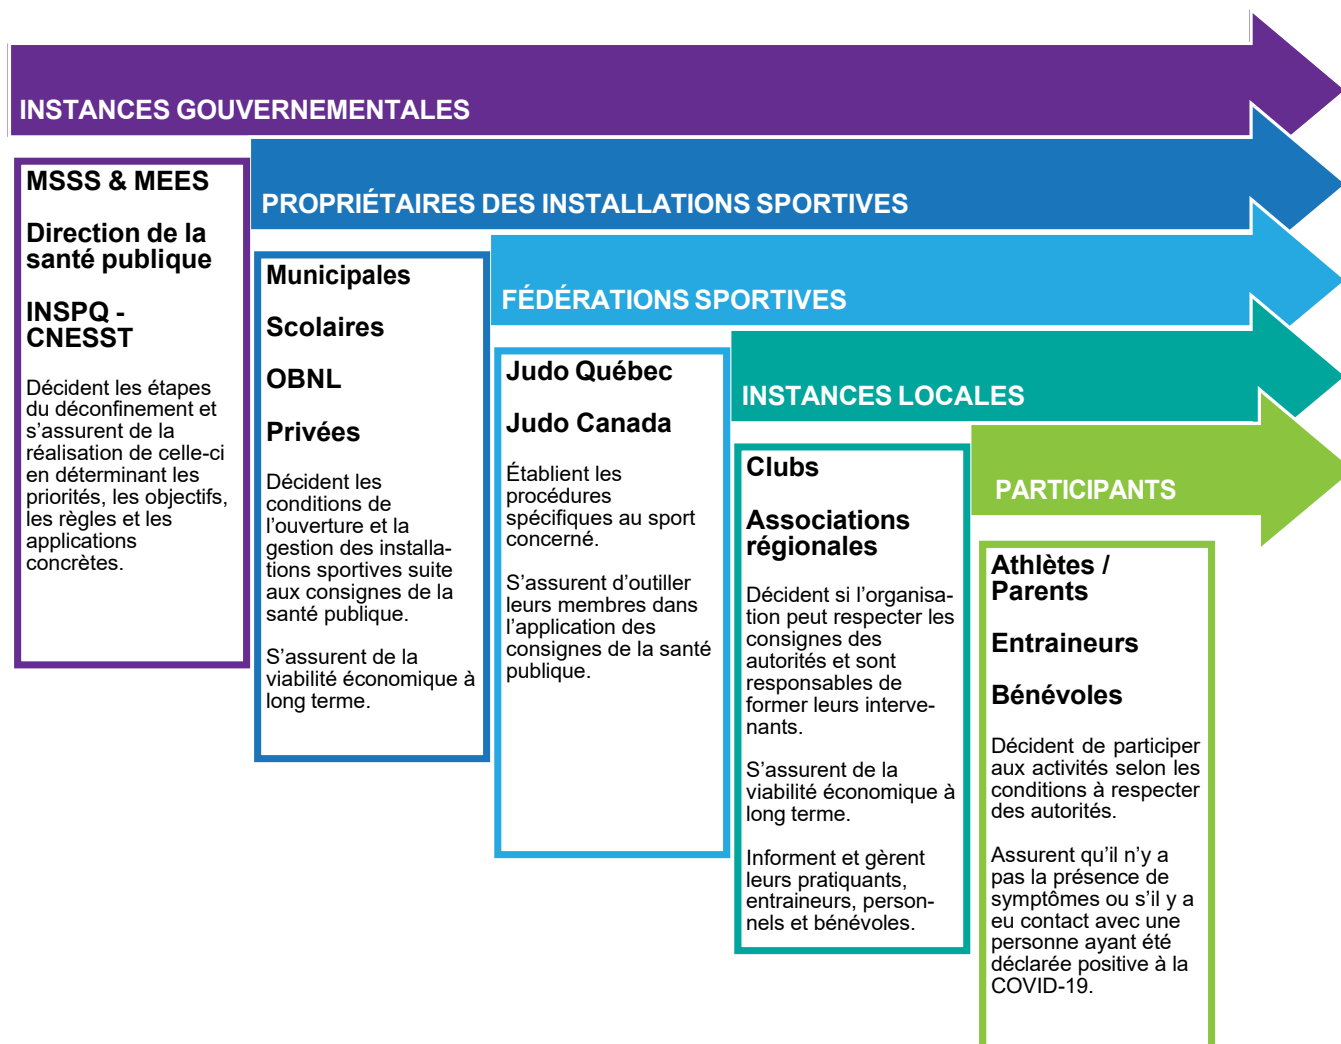 INSTANCES GOUVERNEMENTALES
MSSS & MEES
Direction de la
santé publique
INSPQ -
CNESST
Décident les étapes
du déconfinement et
s’assurent de la
réalisation de celle-ci
en déterminant les
priorités, les objectifs,
les règles et les
applications
concrètes.
PROPRIÉTAIRES DES INSTALLATIONS SPORTIVES
Municipales
Scolaires
OBNL
Privées
Décident les
conditions de
l’ouverture et la
gestion des installa-
tions sportives suite
aux consignes de la
santé publique.
S’assurent de la
viabilité économique à
long terme.
FÉDÉRATIONS SPORTIVES
Judo Québec
Judo Canada
Établient les
procédures
spécifiques au sport
concerné.
S’assurent d’outiller
leurs membres dans
l’application des
consignes de la santé
publique.
INSTANCES LOCALES
Clubs
Associations
régionales
Décident si l’organisa-
tion peut respecter les
consignes des
autorités et sont
responsables de
former leurs interve-
nants.
S’assurent de la
viabilité économique à
long terme.
Informent et gèrent
leurs pratiquants,
entraineurs, person-
nels et bénévoles.
PARTICIPANTS
Athlètes /
Parents
Entraineurs
Bénévoles
Décident de participer
aux activités selon les
conditions à respecter
des autorités.
Assurent qu’il n’y a
pas la présence de
symptômes ou s’il y a
eu contact avec une
personne ayant été
déclarée positive à la
COVID-19.